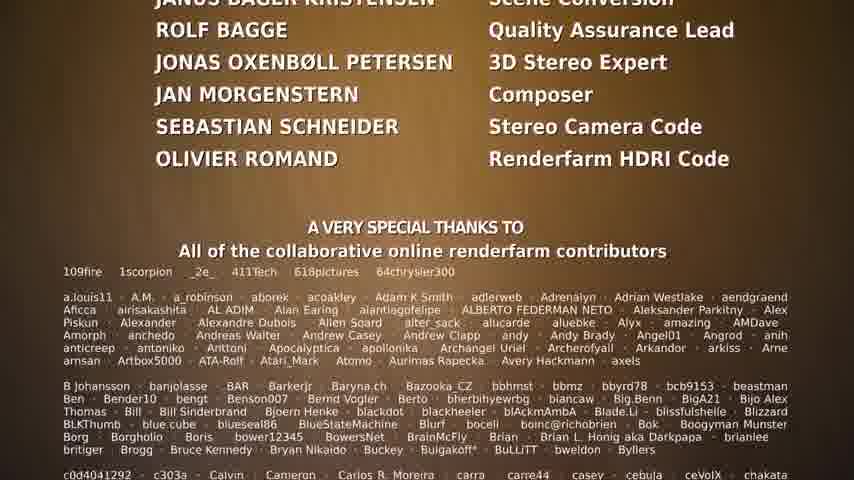 JANUS BAGER KRISTENSEN Scene Conversion
ROLF BAGGE Quality Assurance Lead
JONAS OXENBØLL PETERSEN 3D Stereo Expert
JAN MORGENSTERN Composer
SEBASTIAN SCHNEIDER Stereo Camera Code
OLIVIER ROMAND Renderfarm HDRI Code
A VERY SPECIAL THANKS TO
All of the collaborative online renderfarm contributors
109fire 1scorpion _2e_ 411Tech 618pictures 64chrysler300
a.louis11 · A.M. · a_robinson · aborek · acoakley · Adam K Smith · adlerweb · Adrenalyn · Adrian Westlake · aendgraend
Aficca · airisakashita · AL ADIM · Alan Earing · alantiagofelipe · ALBERTO FEDERMAN NETO · Aleksander Parkitny · Alex
Piskun · Alexander · Alexandre Dubois · Allen Sgard · alter_sack · alucarde · aluebke · Alyx · amazing · AMDave
Amorph · anchedo · Andreas Walter · Andrew Casey · Andrew Clapp · andy · Andy Brady · Angel01 · Angrod · anih
anticreep · antoniko · Anttoni · Apocalyptica · apollonika · Archangel Uriel · Archerofyall · Arkandor · arkiss · Arne
arnsan · Artbox5000 · ATA-Rolf · Atari_Mark · Atomo · Aurimas Rapecka · Avery Hackmann · axels
B Johansson · banjolasse · BAR · BarkerJr · Baryna.ch · Bazooka_CZ · bbhmst · bbmz · bbyrd78 · bcb9153 · beastman
Ben · Bender10 · bengt · Benson007 · Bernd Vogler · Berto · bherbihyewrbg · biancaw · Big.Benn · BigA21 · Bijo Alex
Thomas · Bill · Bill Sinderbrand · Bjoern Henke · blackdot · blackheeler · blAckmAmbA · Blade.Li · blissfulshelle · Blizzard
BLKThumb · blue cube · blueseal86 · BlueStateMachine · Blurf · boceli · boinc@richobrien · Bok · Boogyman Munster
Borg · Borgholio · Boris · bower12345 · BowersNet · BrainMcFly · Brian · Brian L. Honig aka Darkpapa · brianlee
britiger · Brogg · Bruce Kennedy · Bryan Nikaido · Buckey · Bulgakoff* · BuLLiTT · bweldon · Byllers
c0d4041292 · c303a · Calvin · Cameron · Carlos R. Moreira · carra · carre44 · casey · cebula · ceVoIX · chakata